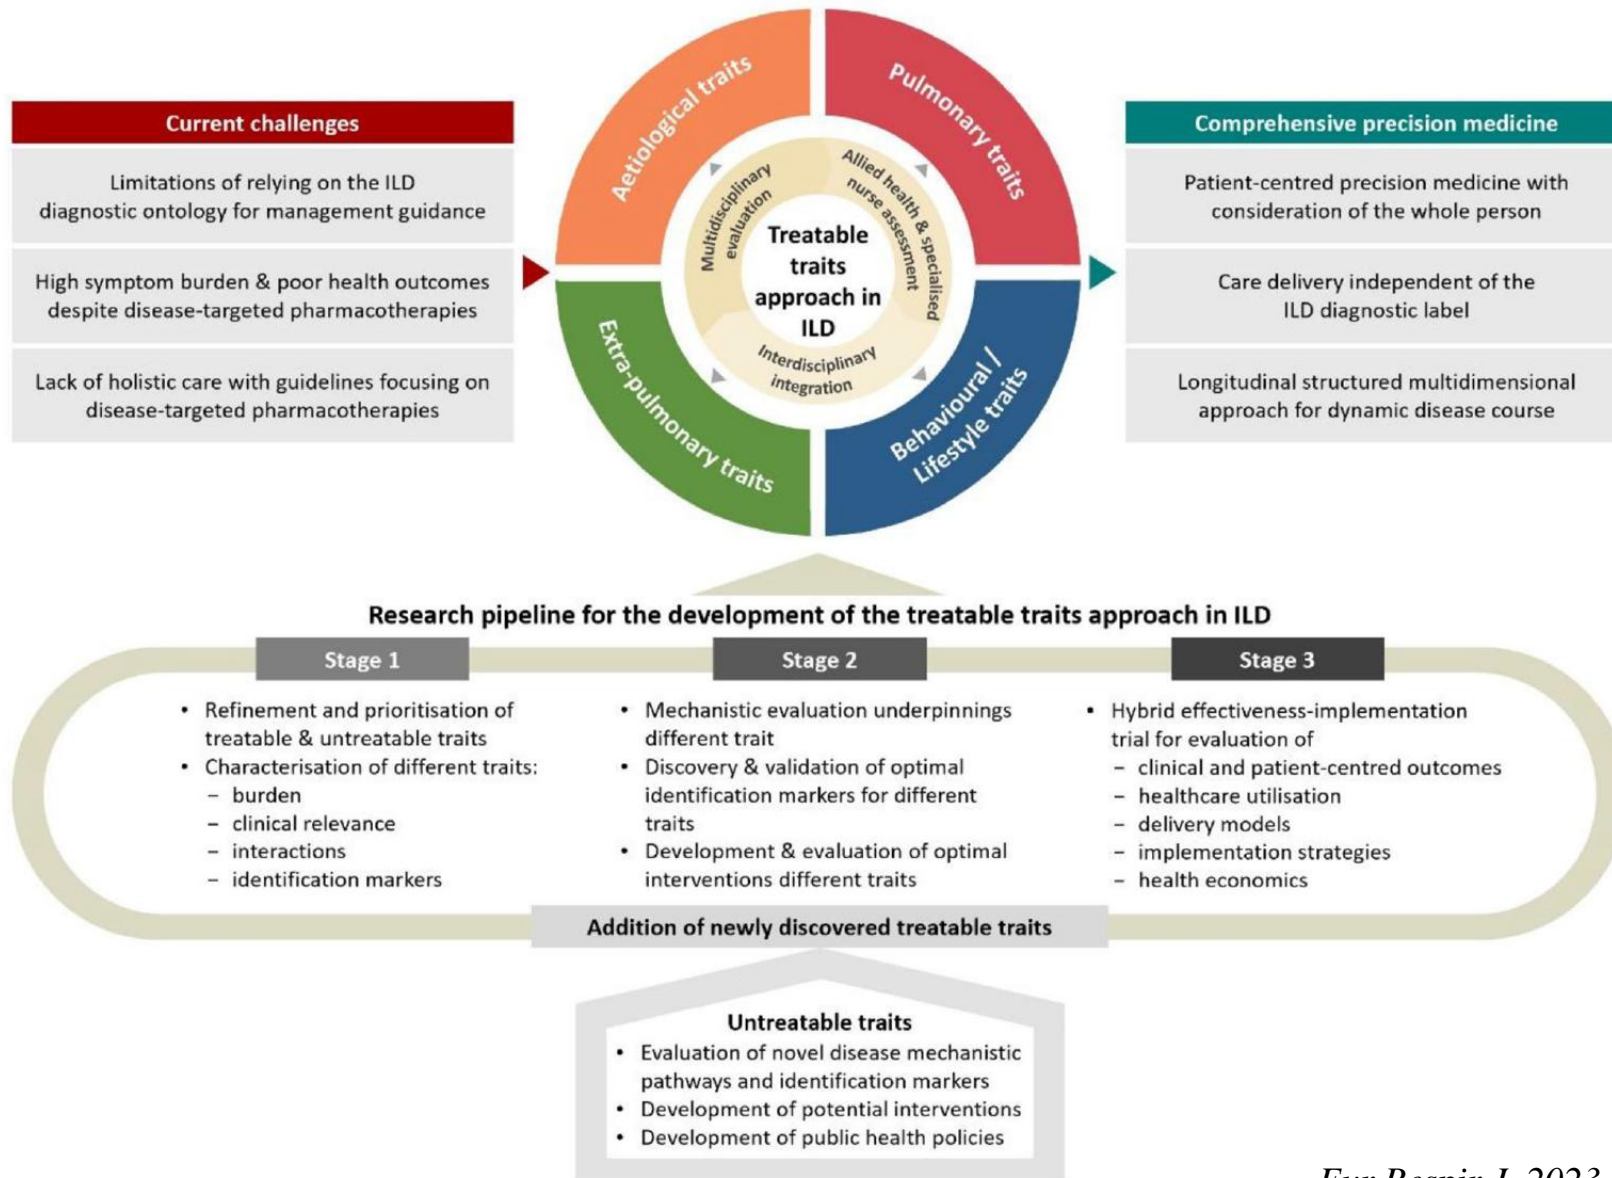 Current challenges
Limitations of relying on the ILD
diagnostic ontology for management guidance
High symptom burden & poor health outcomes
despite disease-targeted pharmacotherapies
Lack of holistic care with guidelines focusing on
disease-targeted pharmacotherapies
Aetiological traits
Pulmonary traits
Extra-pulmonary traits
Behavioural /
Lifestyle traits
Multidisciplinary
evaluation
Allied health & specialised
nurse assessment
Interdisciplinary
integration
Treatable
traits
approach in
ILD
Comprehensive precision medicine
Patient-centred precision medicine with
consideration of the whole person
Care delivery independent of the
ILD diagnostic label
Longitudinal structured multidimensional
approach for dynamic disease course
Research pipeline for the development of the treatable traits approach in ILD
Stage 1
• Refinement and prioritisation of
treatable & untreatable traits
• Characterisation of different traits:
– burden
– clinical relevance
– interactions
– identification markers
Stage 2
• Mechanistic evaluation underpinnings
different trait
• Discovery & validation of optimal
identification markers for different
traits
• Development & evaluation of optimal
interventions different traits
Stage 3
• Hybrid effectiveness-implementation
trial for evaluation of
– clinical and patient-centred outcomes
– healthcare utilisation
– delivery models
– implementation strategies
– health economics
Addition of newly discovered treatable traits
Untreatable traits
• Evaluation of novel disease mechanistic
pathways and identification markers
• Development of potential interventions
• Development of public health policies
Eur Respir J. 2023